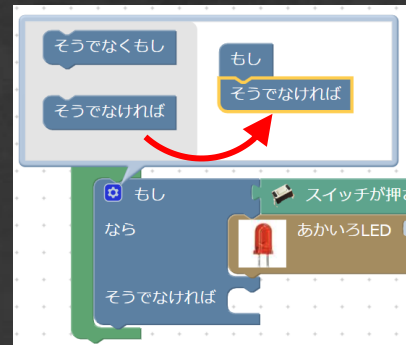 そうでなくもし
もし
そうでなければ
そうでなければ
もし
スイッチが押
なら
あかいろLED
そうでなければ